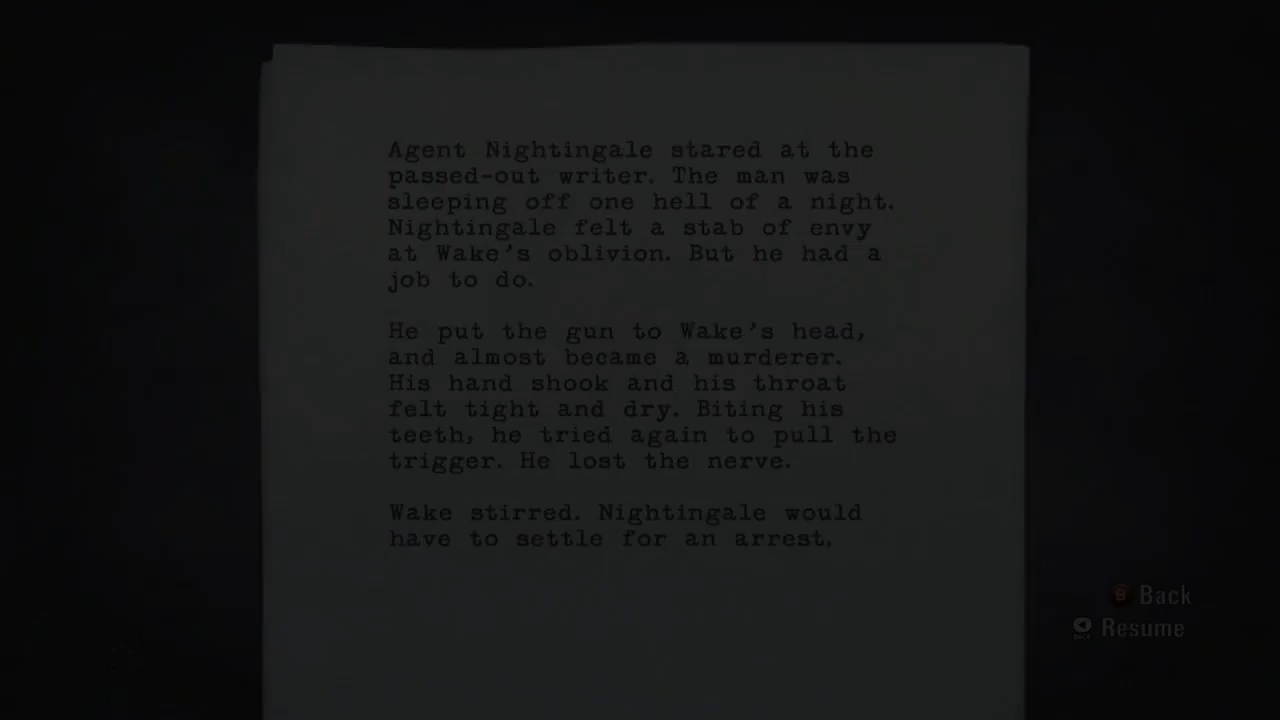 Agent Nightingale stared at the
passed-out writer. The man was
sleeping off one hell of a night.
Nightingale felt a stab of envy
at Wake's oblivion. But he had a
job to do.
He put the gun to Wake's head,
and almost became a murderer.
His hand shook and his throat
felt tight and dry. Biting his
teeth, he tried again to pull the
trigger. He lost the nerve.
Wake stirred. Nightingale would
have to settle for an arrest.
B Back
BACK Resume